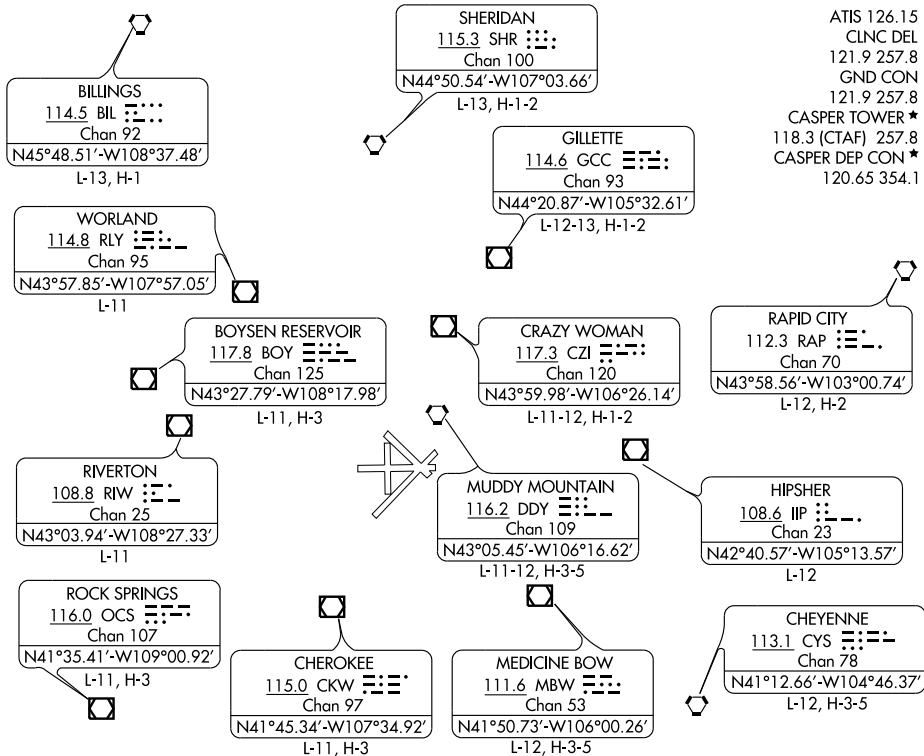 SHERIDAN
115.3 SHR
Chan 100
N44°50.54′-W107°03.66′
L-13, H-1-2
ATIS 126.15
CLNC DEL
121.9 257.8
GND CON
121.9 257.8
CASPER TOWER ★
118.3 (CTAF) 257.8
CASPER DEP CON ★
120.65 354.1
BILLINGS
114.5 BIL
Chan 92
N45°48.51′-W108°37.48′
L-13, H-1
GILLETTE
114.6 GCC
Chan 93
N44°20.87′-W105°32.61′
L-12-13, H-1-2
WORLAND
114.8 RLY
Chan 95
N43°57.85′-W107°57.05′
L-11
BOYSEN RESERVOIR
117.8 BOY
Chan 125
N43°27.79′-W108°17.98′
L-11, H-3
CRAZY WOMAN
117.3 CZI
Chan 120
N43°59.98′-W106°26.14′
L-11-12, H-1-2
RAPID CITY
112.3 RAP
Chan 70
N43°58.56′-W103°00.74′
L-12, H-2
RIVERTON
108.8 RIW
Chan 25
N43°03.94′-W108°27.33′
L-11
MUDDY MOUNTAIN
116.2 DDY
Chan 109
N43°05.45′-W106°16.62′
L-11-12, H-3-5
HIPSHER
108.6 IIP
Chan 23
N42°40.57′-W105°13.57′
L-12
ROCK SPRINGS
116.0 OCS
Chan 107
N41°35.41′-W109°00.92′
L-11, H-3
CHEROKEE
115.0 CKW
Chan 97
N41°45.34′-W107°34.92′
L-11, H-3
MEDICINE BOW
111.6 MBW
Chan 53
N41°50.73′-W106°00.26′
L-12, H-3-5
CHEYENNE
113.1 CYS
Chan 78
N41°12.66′-W104°46.37′
L-12, H-3-5